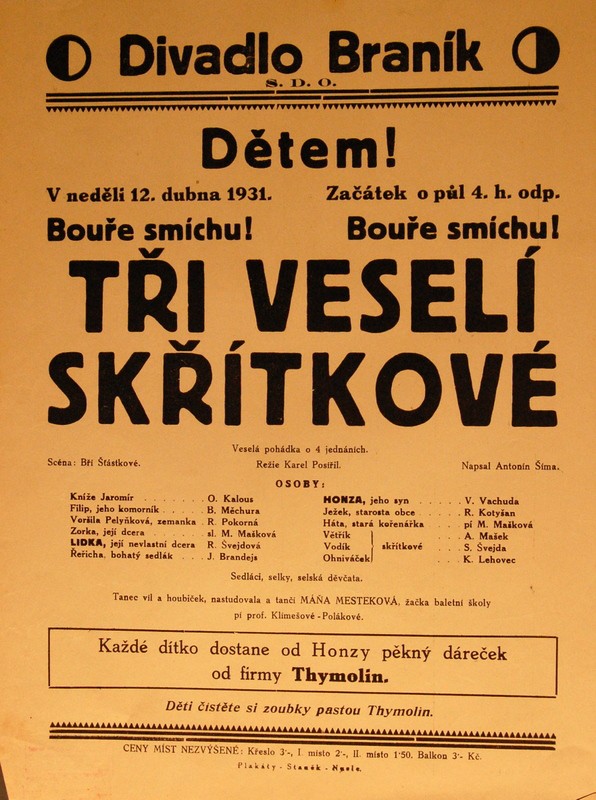 Divadlo Braník
S. D. O.
Dětem!
V neděli 12. dubna 1931. Začátek o půl 4. h. odp.
Bouře smíchu! Bouře smíchu!
TŘI VESELÍ
SKŘÍTKOVÉ
Veselá pohádka o 4 jednáních.
Scéna: Bří Šťástkové. Režie Karel Postřil. Napsal Antonín Šíma.
OSOBY:
Kníže Jaromír . . . . . . . O. Kalous
Filip, jeho komorník . . . . B. Měchura
Voršila Pelyňková, zemanka . R. Pokorná
Zorka, její dcera . . . . sl. M. Mašková
LIDKA, její nevlastní dcera R. Švejdová
Řeřicha, bohatý sedlák . . . J. Brandejs
HONZA, jeho syn . . . . . V. Vachuda
Ježek, starosta obce . . . . R. Kotyšan
Háta, stará kořenářka . . . pí M. Mašková
Větřík A. Mašek
Vodík skřítkové . . S. Švejda
Ohniváček . . K. Lehovec
Sedláci, selky, selská děvčata.
Tanec víl a houbiček, nastudovala a tančí MÁŇA MESTEKOVÁ, žačka baletní školy
pí prof. Klimešové-Polákové.
Každé dítko dostane od Honzy pěkný dáreček
od firmy Thymolin.
Děti čistěte si zoubky pastou Thymolin.
CENY MÍST NEZVÝŠENÉ: Křeslo 3·-, I. místo 2·-, II. místo 1·50. Balkon 3·- Kč.
Plakáty - Staněk - Nusle.